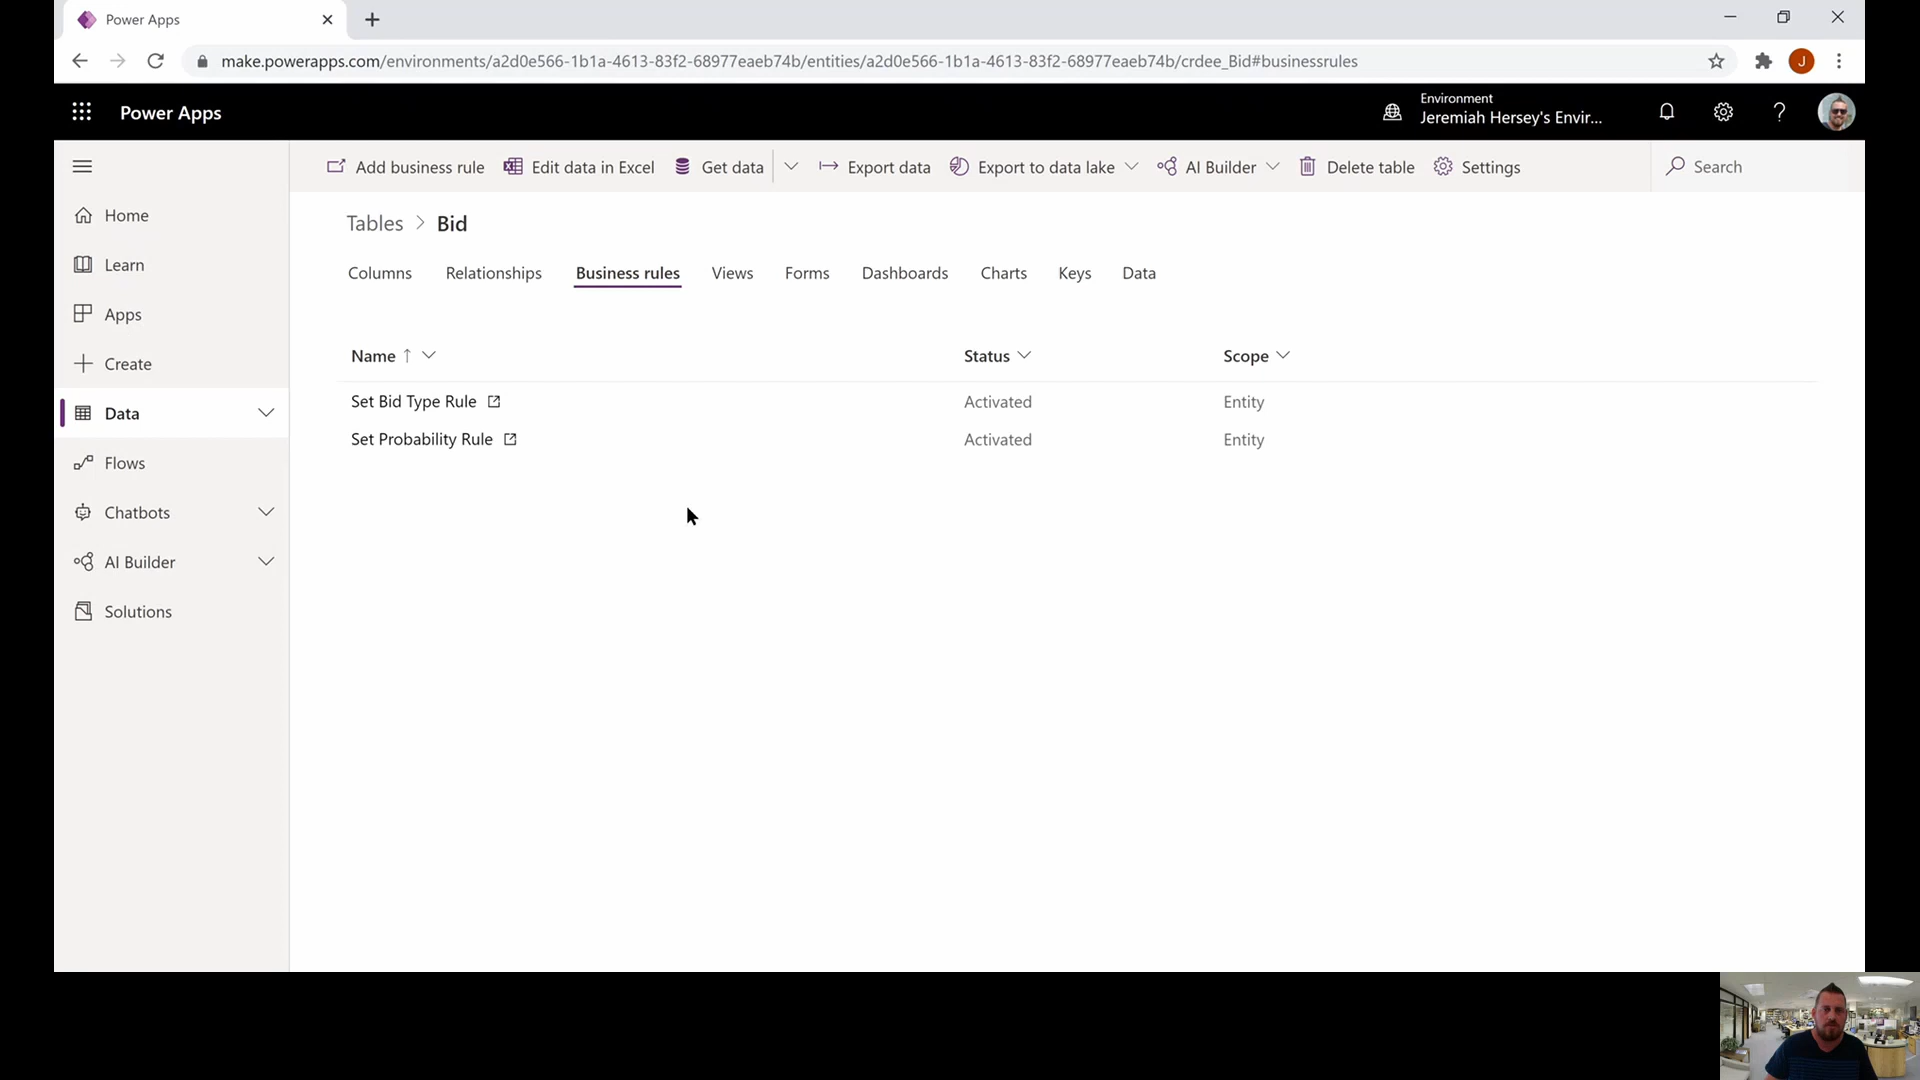 Power Apps
make.powerapps.com/environments/a2d0e566-1b1a-4613-83f2-68977eaeb74b/entities/a2d0e566-1b1a-4613-83f2-68977eaeb74b/crdee_Bid#businessrules
J
Power Apps
Environment
Jeremiah Hersey's Envir...
Add business rule Edit data in Excel Get data Export data Export to data lake AI Builder Delete table Settings Search
Home
Learn
Apps
Create
Data
Flows
Chatbots
AI Builder
Solutions
Tables > Bid
Columns Relationships Business rules Views Forms Dashboards Charts Keys Data
Name ↑ Status Scope
Set Bid Type Rule Activated Entity
Set Probability Rule Activated Entity